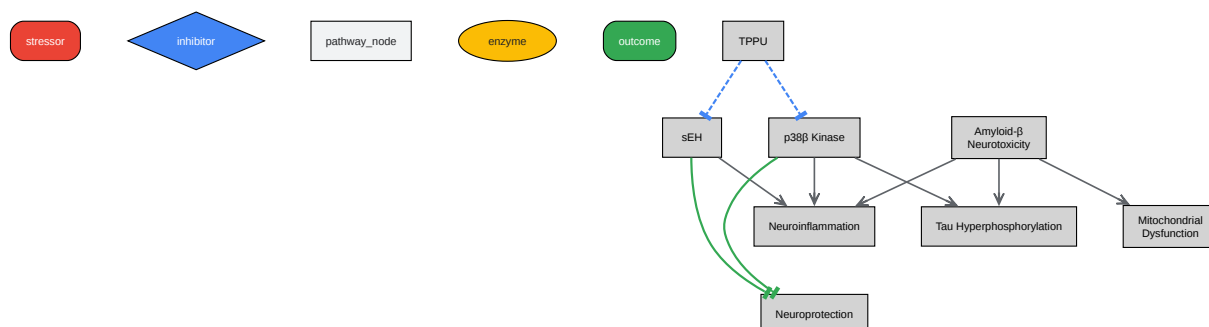 stressor
inhibitor
pathway_node
enzyme
outcome
TPPU
sEH
p38β Kinase
Amyloid-β
Neurotoxicity
Neuroinflammation
Tau Hyperphosphorylation
Mitochondrial
Dysfunction
Neuroprotection